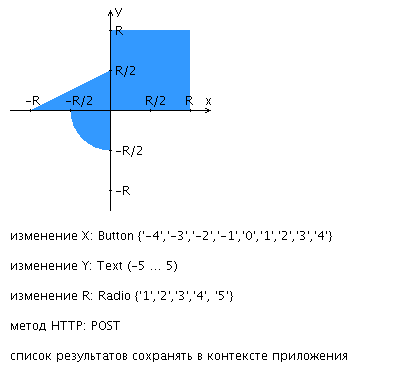 y
R
R/2
-R
-R/2
R/2
R
x
-R/2
-R
изменение X: Button {'-4','-3','-2','-1','0','1','2','3','4'}
изменение Y: Text (-5 ... 5)
изменение R: Radio {'1','2','3','4', '5'}
метод HTTP: POST
список результатов сохранять в контексте приложения